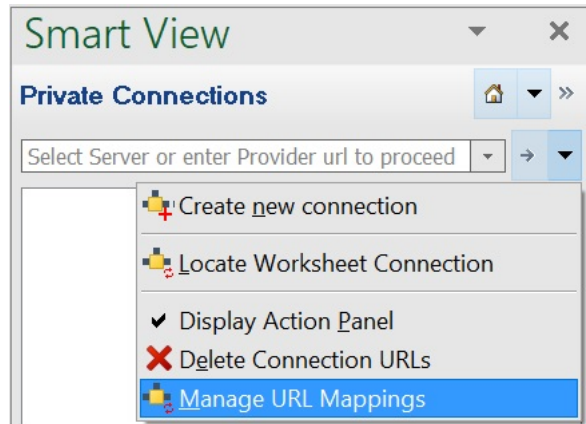 Smart View
Private Connections
Select Server or enter Provider url to proceed
Create new connection
Locate Worksheet Connection
Display Action Panel
Delete Connection URLs
Manage URL Mappings